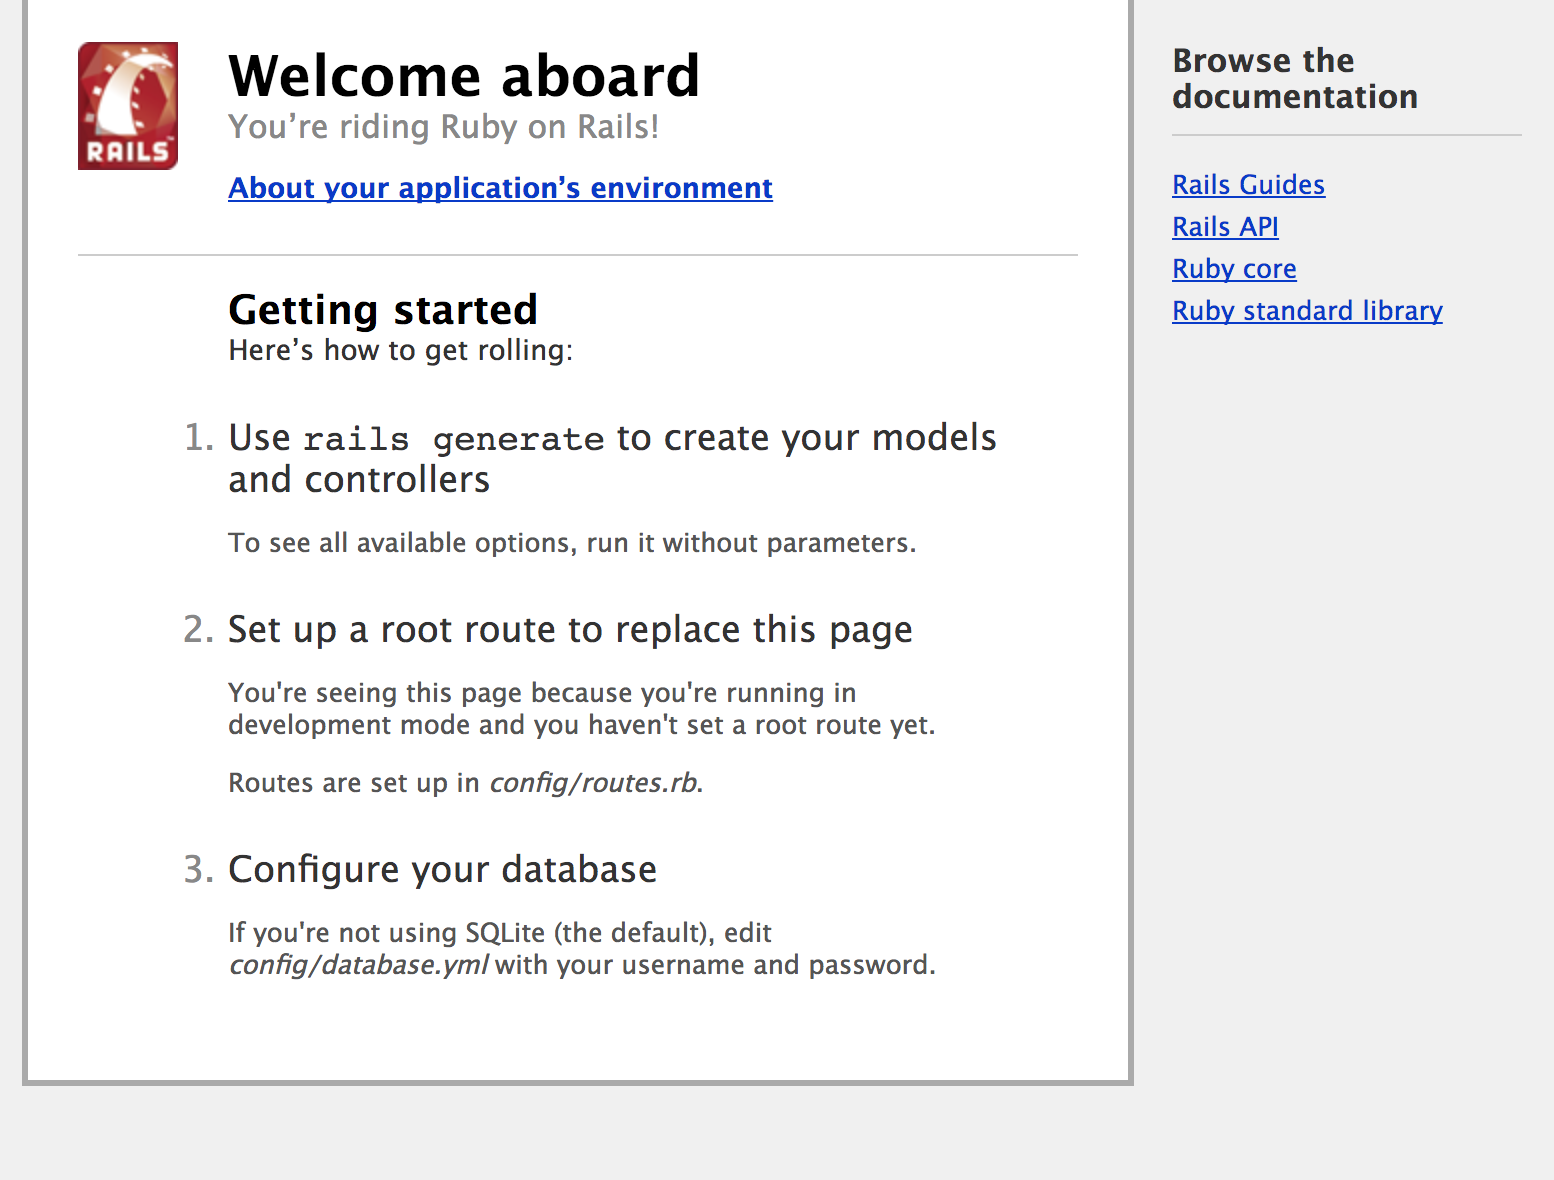 RAILS™
Welcome aboard
You’re riding Ruby on Rails!
About your application’s environment
Getting started
Here’s how to get rolling:
1. Use rails generate to create your models
and controllers
To see all available options, run it without parameters.
2. Set up a root route to replace this page
You're seeing this page because you're running in
development mode and you haven't set a root route yet.
Routes are set up in config/routes.rb.
3. Configure your database
If you're not using SQLite (the default), edit
config/database.yml with your username and password.
Browse the
documentation
Rails Guides
Rails API
Ruby core
Ruby standard library